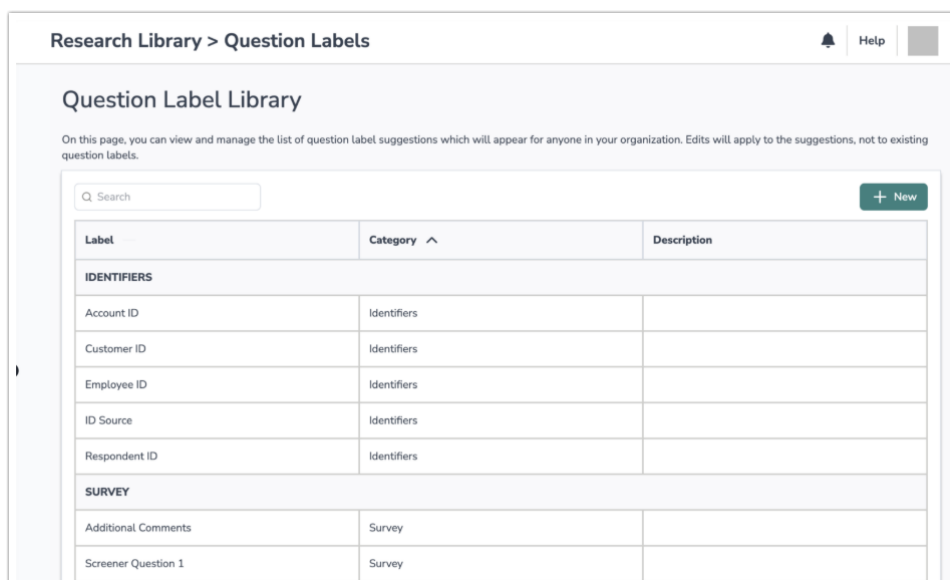 Research Library > Question Labels
Help
Question Label Library
On this page, you can view and manage the list of question label suggestions which will appear for anyone in your organization. Edits will apply to the suggestions, not to existing
question labels.
Search
New
Label Category Description
IDENTIFIERS
Account ID Identifiers
Customer ID Identifiers
Employee ID Identifiers
ID Source Identifiers
Respondent ID Identifiers
SURVEY
Additional Comments Survey
Screener Question 1 Survey